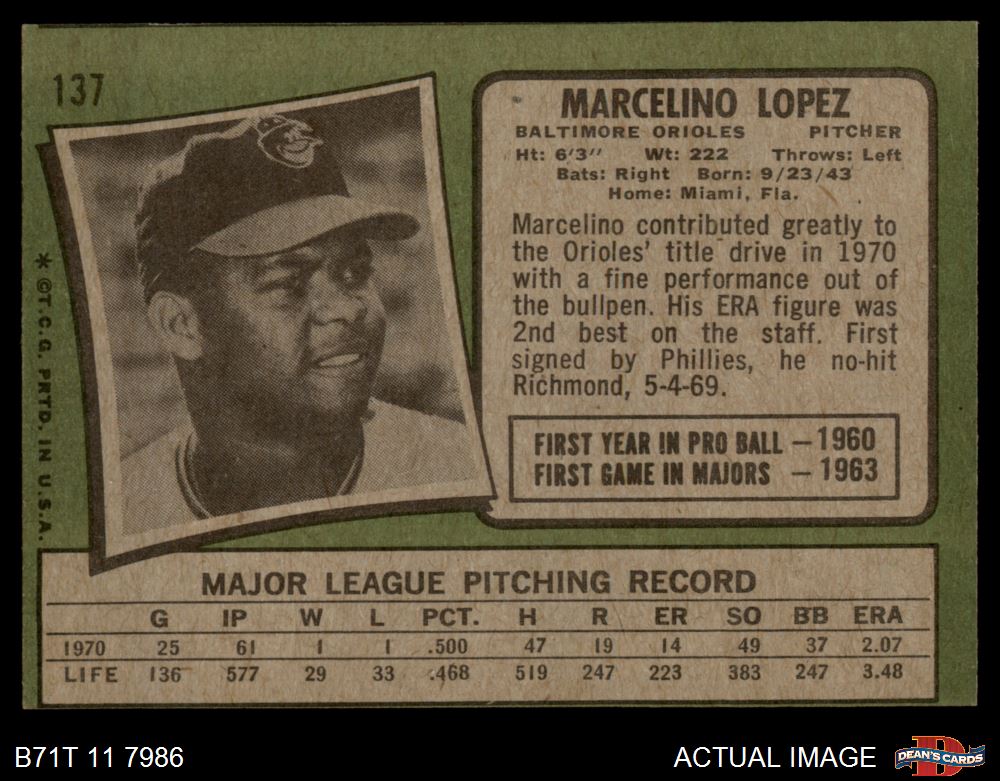 137
MARCELINO LOPEZ
BALTIMORE ORIOLES PITCHER
Ht: 6'3" Wt: 222 Throws: Left
Bats: Right Born: 9/23/43
Home: Miami, Fla.
Marcelino contributed greatly to
the Orioles' title drive in 1970
with a fine performance out of
the bullpen. His ERA figure was
2nd best on the staff. First
signed by Phillies, he no-hit
Richmond, 5-4-69.
FIRST YEAR IN PRO BALL — 1960
FIRST GAME IN MAJORS — 1963
* ©T.C.G. PRTD. IN U.S.A.
MAJOR LEAGUE PITCHING RECORD
G IP W L PCT. H R ER SO BB ERA
1970 25 61 1 1 .500 47 19 14 49 37 2.07
LIFE 136 577 29 33 .468 519 247 223 383 247 3.48
B71T 11 7986
ACTUAL IMAGE
D
DEAN'S CARDS